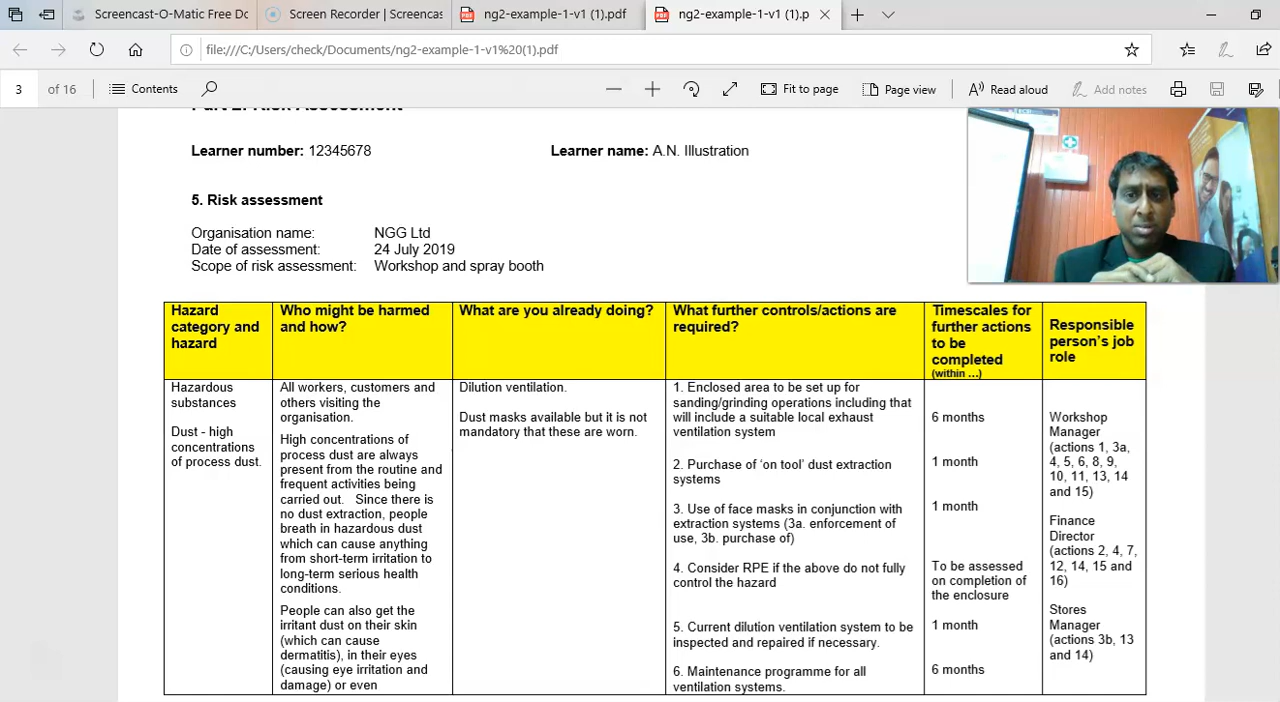 Screencast-O-Matic Free Do
Screen Recorder | Screencas
ng2-example-1-v1 (1).pdf
ng2-example-1-v1 (1).p
file:///C:/Users/check/Documents/ng2-example-1-v1%20(1).pdf
3 of 16 Contents Fit to page Page view Read aloud Add notes
Part 2: Risk Assessment
Learner number: 12345678 Learner name: A.N. Illustration
5. Risk assessment
Organisation name: NGG Ltd
Date of assessment: 24 July 2019
Scope of risk assessment: Workshop and spray booth
Hazard
category and
hazard
Who might be harmed
and how?
What are you already doing?
What further controls/actions are
required?
Timescales for
further actions
to be
completed
(within ...)
Responsible
person's job
role
Hazardous
substances
Dust - high
concentrations
of process dust.
All workers, customers and
others visiting the
organisation.
High concentrations of
process dust are always
present from the routine and
frequent activities being
carried out. Since there is
no dust extraction, people
breath in hazardous dust
which can cause anything
from short-term irritation to
long-term serious health
conditions.
People can also get the
irritant dust on their skin
(which can cause
dermatitis), in their eyes
(causing eye irritation and
damage) or even
Dilution ventilation.
Dust masks available but it is not
mandatory that these are worn.
1. Enclosed area to be set up for
sanding/grinding operations including that
will include a suitable local exhaust
ventilation system
2. Purchase of 'on tool' dust extraction
systems
3. Use of face masks in conjunction with
extraction systems (3a. enforcement of
use, 3b. purchase of)
4. Consider RPE if the above do not fully
control the hazard
5. Current dilution ventilation system to be
inspected and repaired if necessary.
6. Maintenance programme for all
ventilation systems.
6 months
1 month
1 month
To be assessed
on completion of
the enclosure
1 month
6 months
Workshop
Manager
(actions 1, 3a,
4, 5, 6, 8, 9,
10, 11, 13, 14
and 15)
Finance
Director
(actions 2, 4, 7,
12, 14, 15 and
16)
Stores
Manager
(actions 3b, 13
and 14)